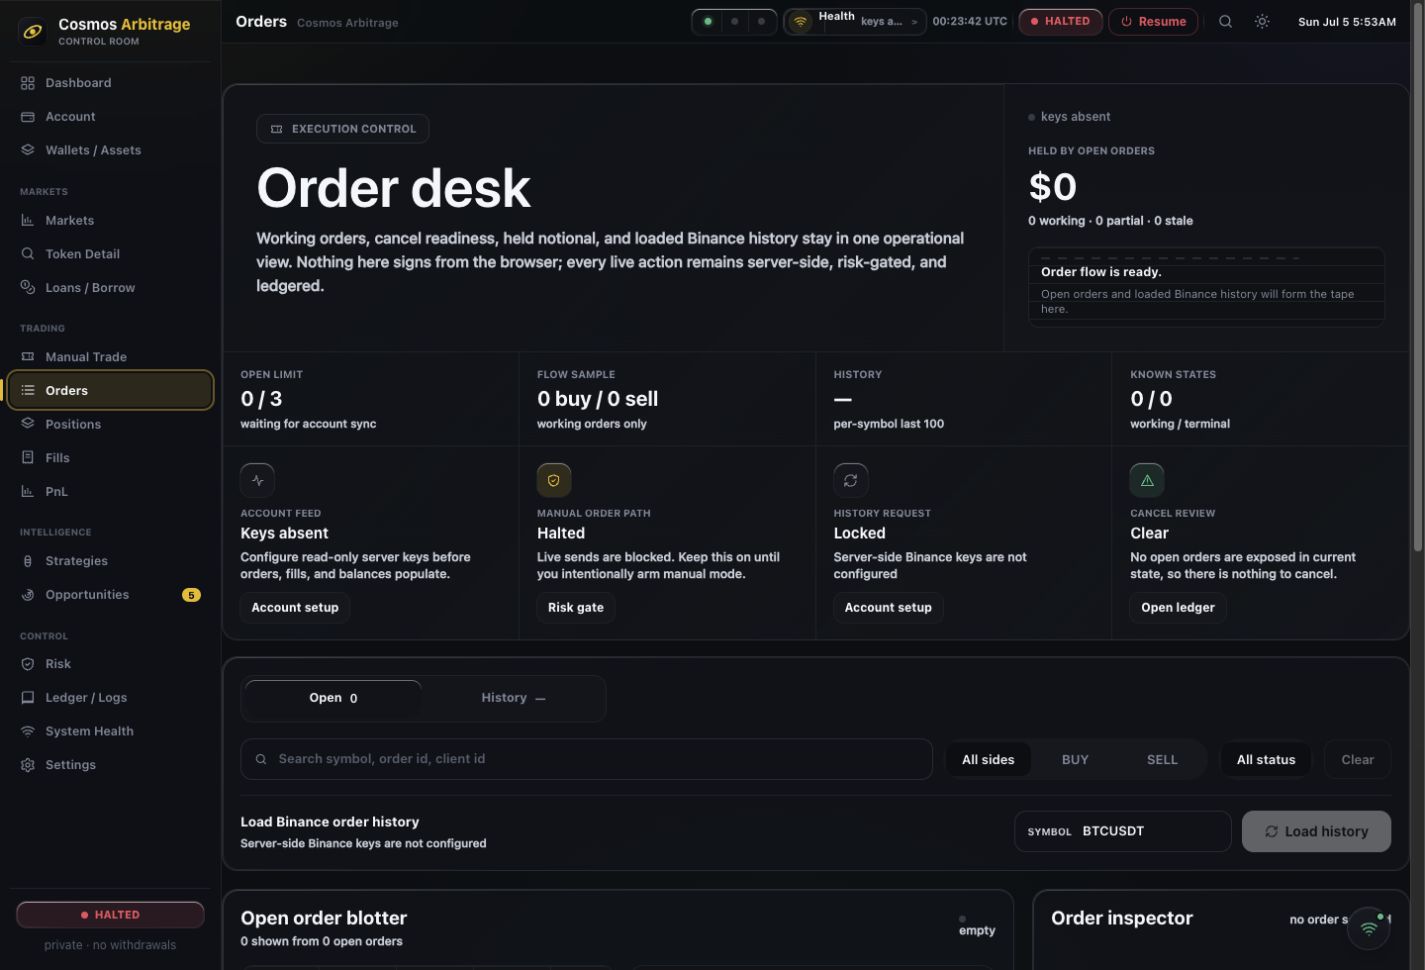 Cosmos Arbitrage
CONTROL ROOM
Dashboard
Account
Wallets / Assets
MARKETS
Markets
Token Detail
Loans / Borrow
TRADING
Manual Trade
Orders
Positions
Fills
PnL
INTELLIGENCE
Strategies
Opportunities 5
CONTROL
Risk
Ledger / Logs
System Health
Settings
HALTED
private · no withdrawals
Orders Cosmos Arbitrage
Health keys a... >
00:23:42 UTC
HALTED
Resume
Sun Jul 5 5:53AM
EXECUTION CONTROL
Order desk
Working orders, cancel readiness, held notional, and loaded Binance history stay in one operational
view. Nothing here signs from the browser; every live action remains server-side, risk-gated, and
ledgered.
keys absent
HELD BY OPEN ORDERS
$0
0 working · 0 partial · 0 stale
Order flow is ready.
Open orders and loaded Binance history will form the tape
here.
OPEN LIMIT
0 / 3
waiting for account sync
FLOW SAMPLE
0 buy / 0 sell
working orders only
HISTORY
—
per-symbol last 100
KNOWN STATES
0 / 0
working / terminal
ACCOUNT FEED
Keys absent
Configure read-only server keys before
orders, fills, and balances populate.
Account setup
MANUAL ORDER PATH
Halted
Live sends are blocked. Keep this on until
you intentionally arm manual mode.
Risk gate
HISTORY REQUEST
Locked
Server-side Binance keys are not
configured
Account setup
CANCEL REVIEW
Clear
No open orders are exposed in current
state, so there is nothing to cancel.
Open ledger
Open 0
History —
Search symbol, order id, client id
All sides BUY SELL
All status
Clear
Load Binance order history
Server-side Binance keys are not configured
SYMBOL BTCUSDT
Load history
Open order blotter
0 shown from 0 open orders
empty
Order inspector
no order